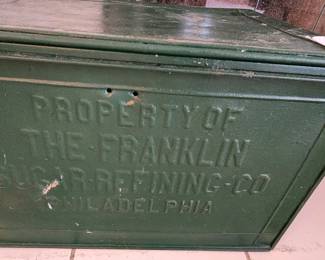 PROPERTY OF
THE·FRANKLIN
SUGAR·REFINING·CO
PHILADELPHIA